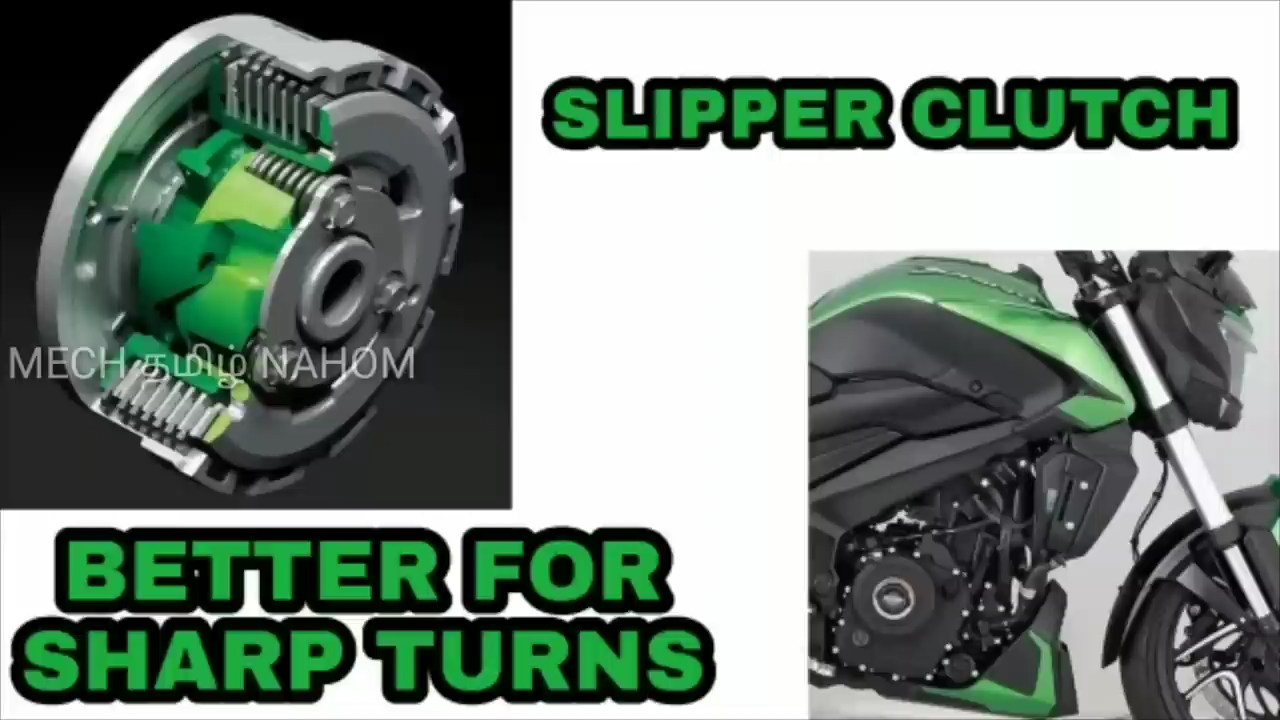 SLIPPER CLUTCH
MECH தமிழ் NAHOM
BETTER FOR
SHARP TURNS